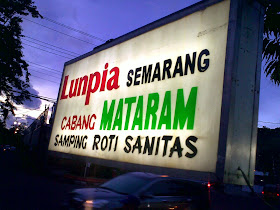 Lunpia SEMARANG
CABANG MATARAM
SAMPING ROTI SANITAS